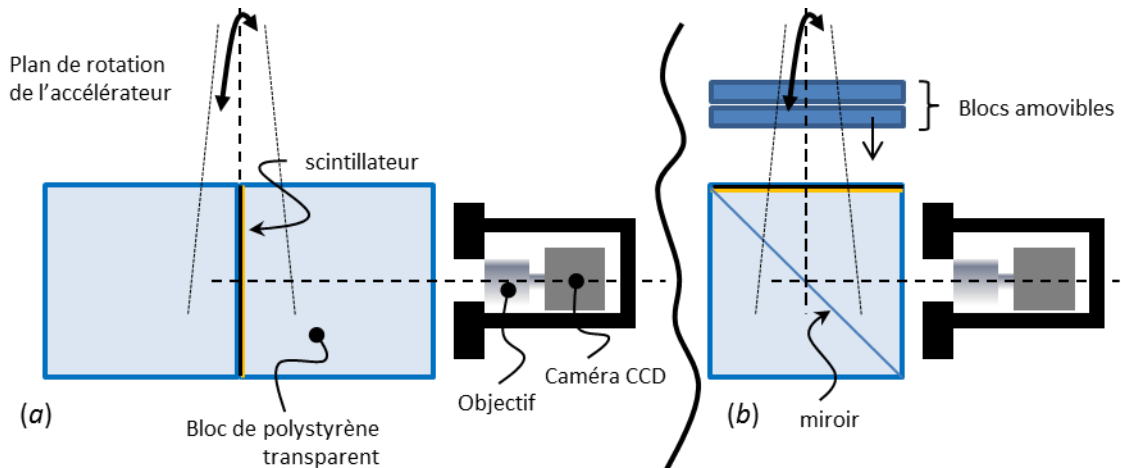 Plan de rotation
de l'accélérateur
scintillateur
Blocs amovibles
(a)
Bloc de polystyrène
transparent
Objectif
Caméra CCD
(b)
miroir